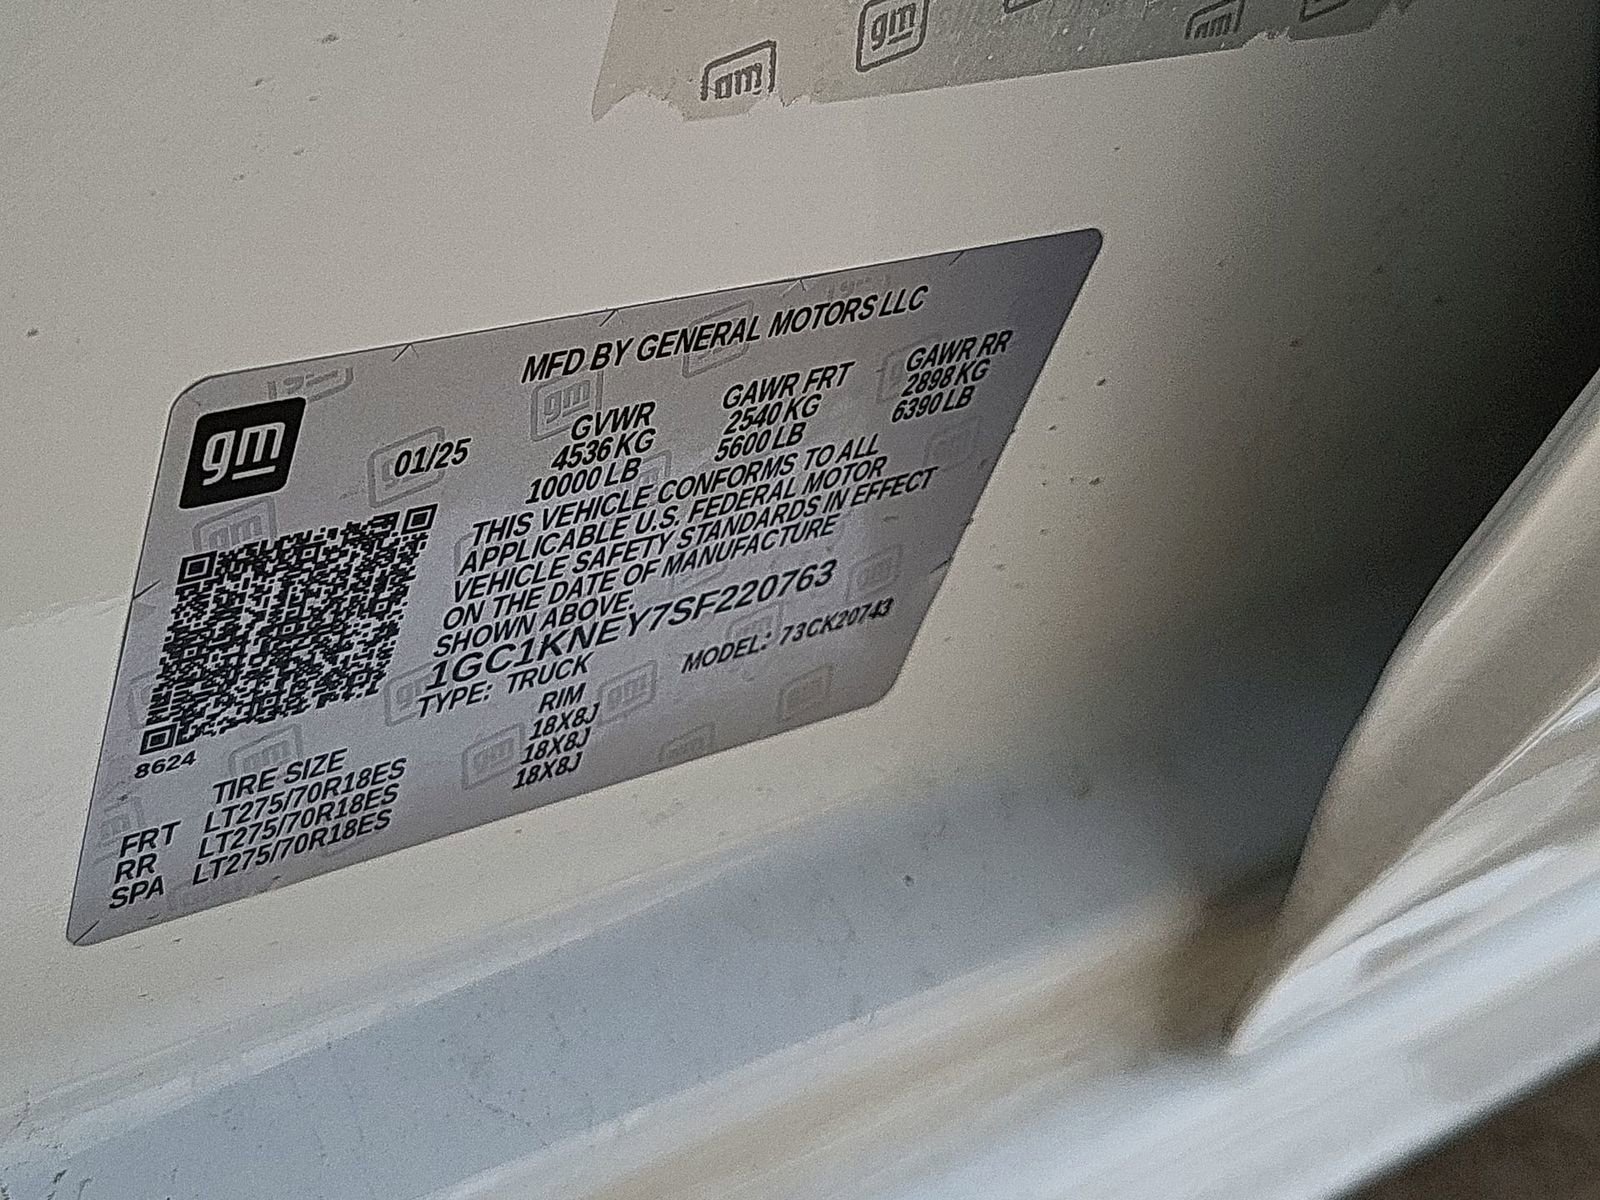 gm
gm
gm
MFD BY GENERAL MOTORS LLC
gm
01/25
GVWR GAWR FRT GAWR RR
4536 KG 2540 KG 2898 KG
10000 LB 5600 LB 6390 LB
THIS VEHICLE CONFORMS TO ALL
APPLICABLE U.S. FEDERAL MOTOR
VEHICLE SAFETY STANDARDS IN EFFECT
ON THE DATE OF MANUFACTURE
SHOWN ABOVE.
1GC1KNEY7SF220763
TYPE: TRUCK MODEL: 73CK20743
8624
TIRE SIZE RIM
FRT LT275/70R18ES 18X8J
RR LT275/70R18ES 18X8J
SPA LT275/70R18ES 18X8J